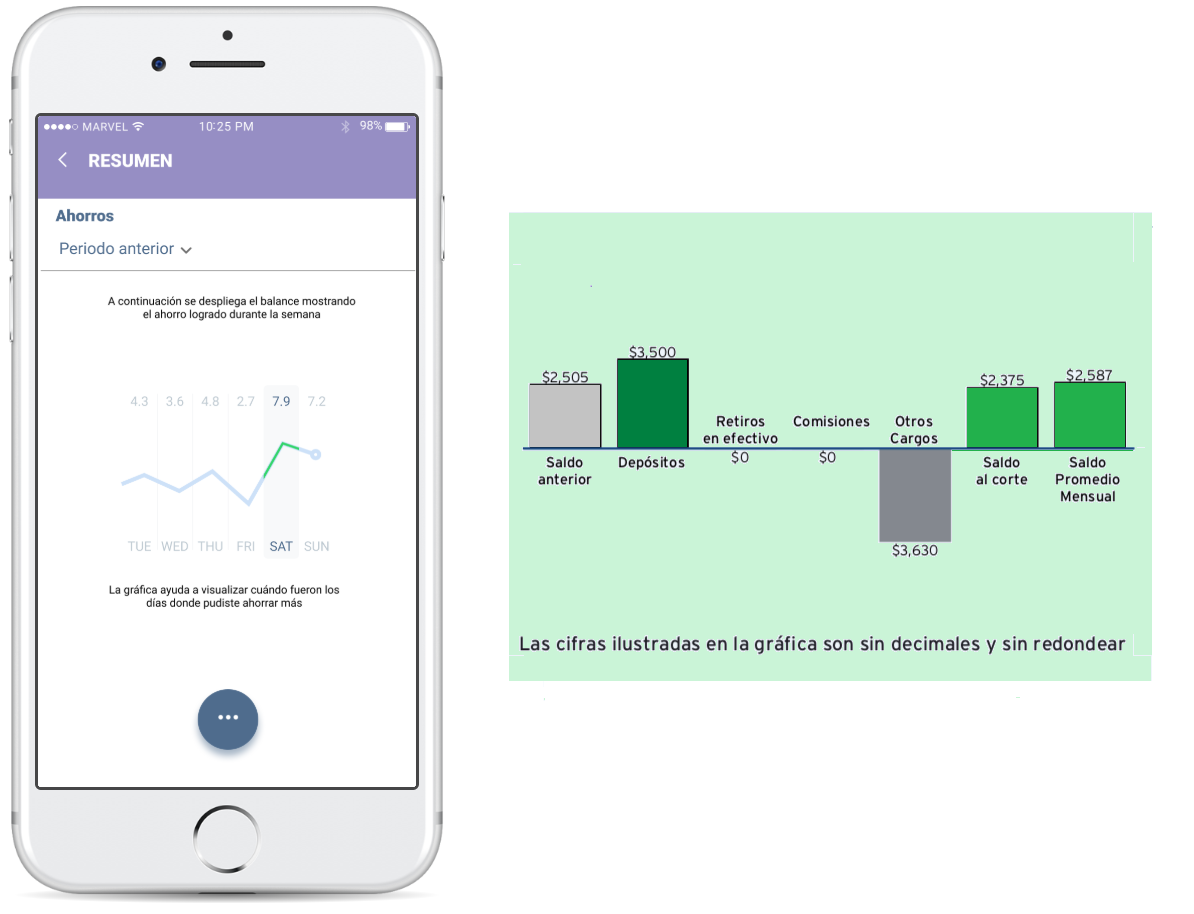 MARVEL 10:25 PM 98%
RESUMEN
Ahorros
Periodo anterior
A continuación se despliega el balance mostrando
el ahorro logrado durante la semana
4.3 3.6 4.8 2.7 7.9 7.2
TUE WED THU FRI SAT SUN
La gráfica ayuda a visualizar cuándo fueron los
días donde pudiste ahorrar más
$2,505
Saldo
anterior
$3,500
Depósitos
Retiros
en efectivo
$0
Comisiones
$0
Otros
Cargos
$3,630
$2,375
Saldo
al corte
$2,587
Saldo
Promedio
Mensual
Las cifras ilustradas en la gráfica son sin decimales y sin redondear